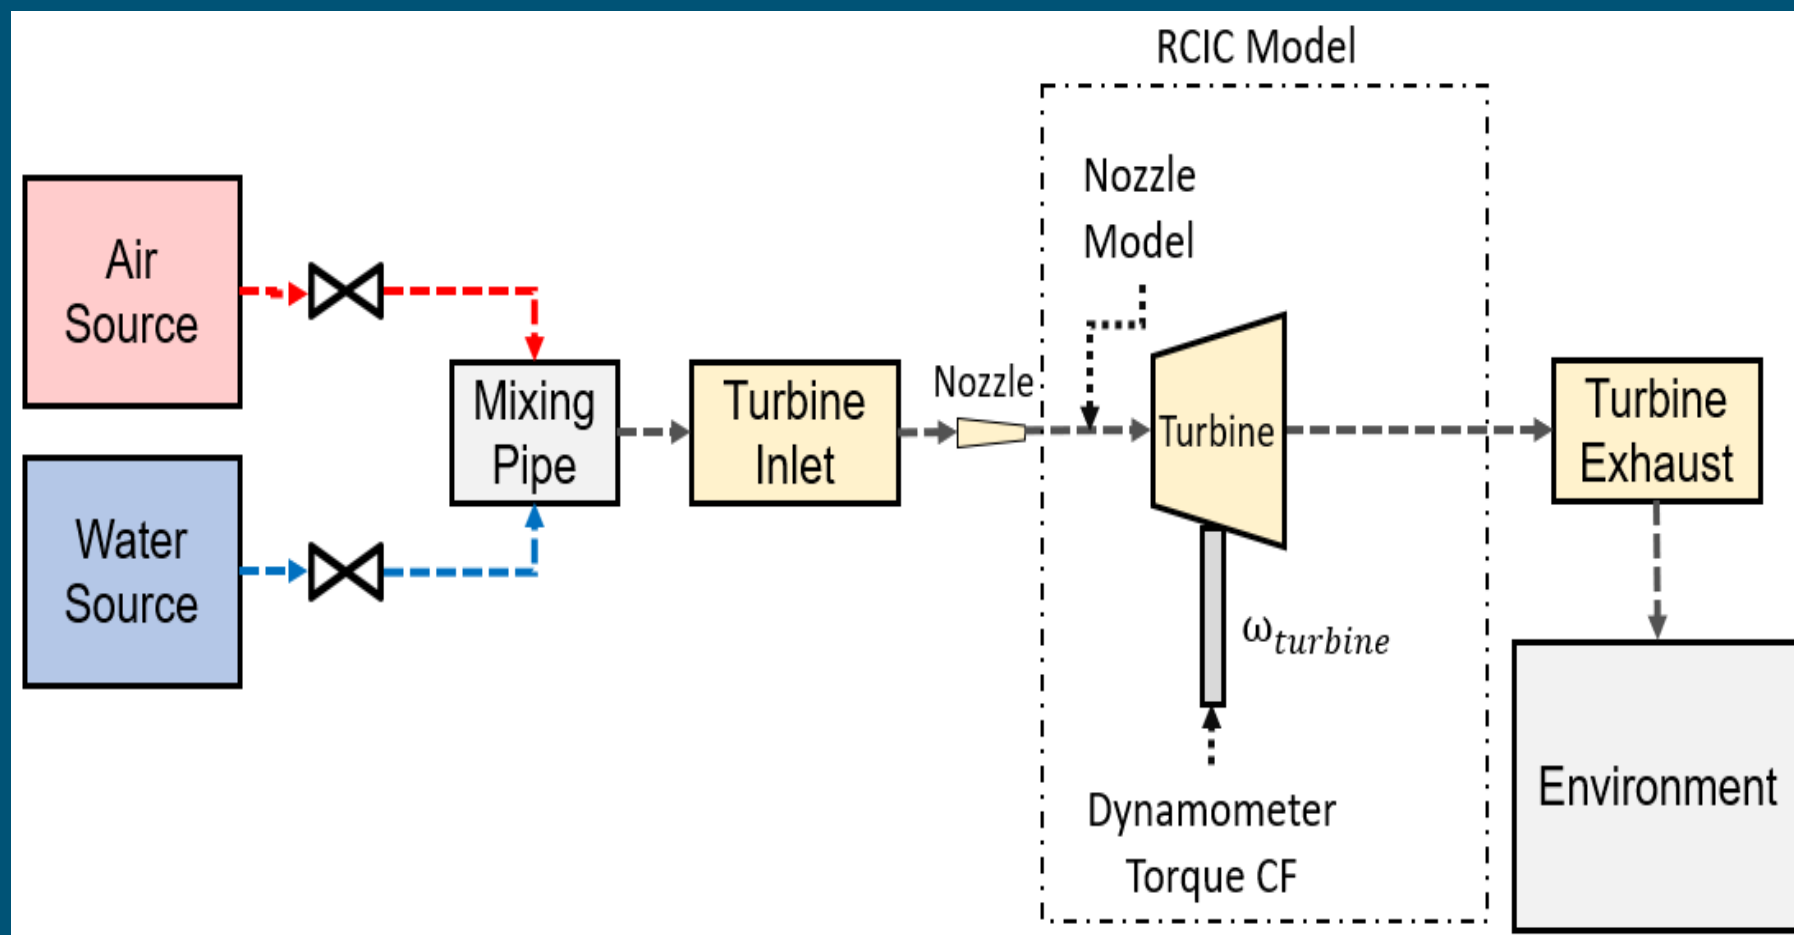 RCIC Model
Nozzle
Model
Air
Source
Mixing
Pipe
Turbine
Inlet
Nozzle
Turbine
Turbine
Exhaust
Water
Source
ω turbine
Dynamometer
Torque CF
Environment